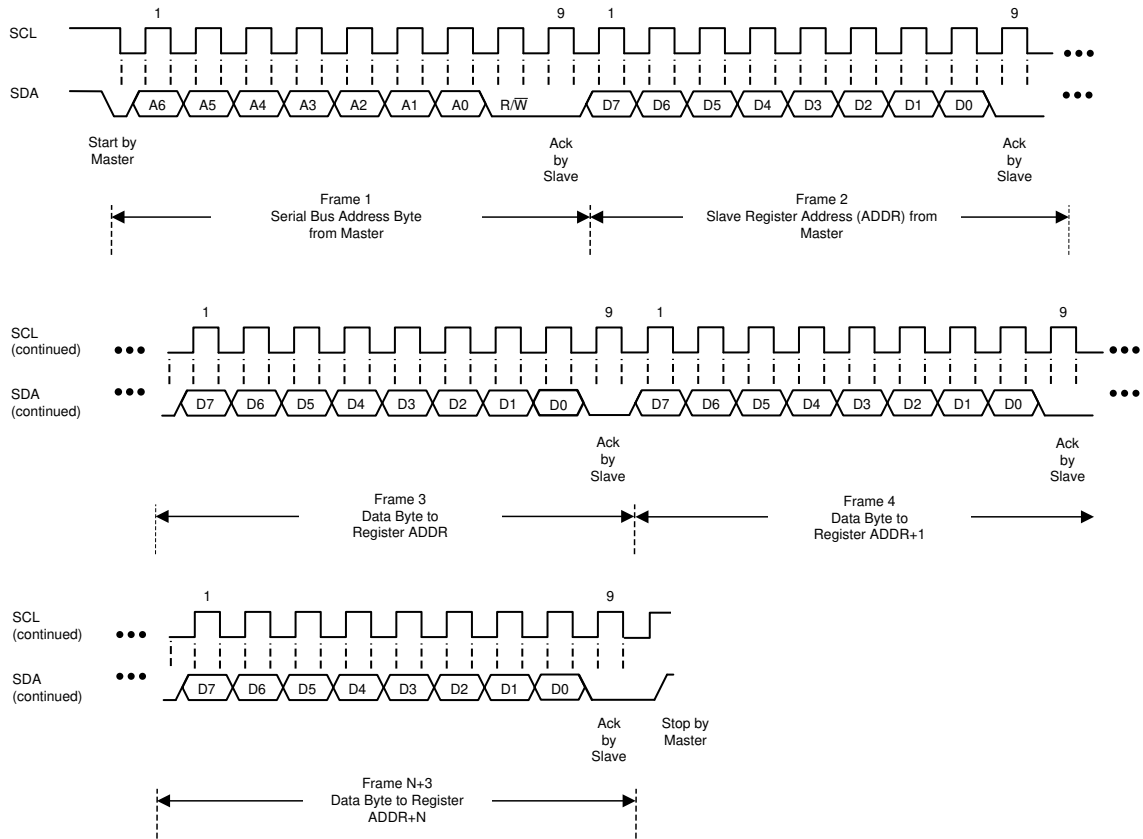 1 9 1 9
SCL
SDA A6 A5 A4 A3 A2 A1 A0 R/W̅ D7 D6 D5 D4 D3 D2 D1 D0
Start by
Master
Ack
by
Slave
Ack
by
Slave
Frame 1
Serial Bus Address Byte
from Master
Frame 2
Slave Register Address (ADDR) from
Master
1 9 1 9
SCL
(continued)
SDA
(continued)
D7 D6 D5 D4 D3 D2 D1 D0 D7 D6 D5 D4 D3 D2 D1 D0
Ack
by
Slave
Ack
by
Slave
Frame 3
Data Byte to
Register ADDR
Frame 4
Data Byte to
Register ADDR+1
1 9
SCL
(continued)
SDA
(continued)
D7 D6 D5 D4 D3 D2 D1 D0
Ack
by
Slave
Stop by
Master
Frame N+3
Data Byte to Register
ADDR+N